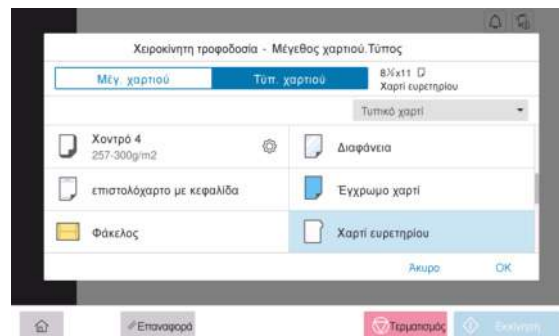 Χειροκίνητη τροφοδοσία - Μέγεθος χαρτιού.Τύπος
Μέγ. χαρτιού
Τύπ. χαρτιού
8½x11
Χαρτί ευρετηρίου
Τυπικό χαρτί
Χοντρό 4
257-300g/m2
Διαφάνεια
επιστολόχαρτο με κεφαλίδα
Έγχρωμο χαρτί
Φάκελος
Χαρτί ευρετηρίου
Άκυρο
OK
Επαναφορά
Τερματισμός
Εκκίνηση